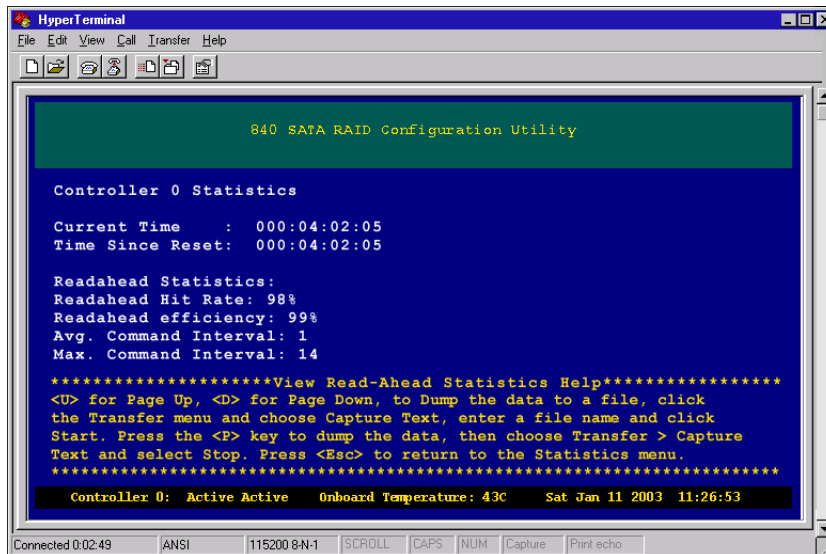 HyperTerminal
File Edit View Call Transfer Help
840 SATA RAID Configuration Utility
Controller 0 Statistics
Current Time : 000:04:02:05
Time Since Reset: 000:04:02:05
Readahead Statistics:
Readahead Hit Rate: 98%
Readahead efficiency: 99%
Avg. Command Interval: 1
Max. Command Interval: 14
*********************View Read-Ahead Statistics Help*****************
<U> for Page Up, <D> for Page Down, to Dump the data to a file, click
the Transfer menu and choose Capture Text, enter a file name and click
Start. Press the <P> key to dump the data, then choose Transfer > Capture
Text and select Stop. Press <Esc> to return to the Statistics menu.
*********************************************************************
Controller 0: Active Active Onboard Temperature: 43C Sat Jan 11 2003 11:26:53
Connected 0:02:49 ANSI 115200 8-N-1 SCROLL CAPS NUM Capture Print echo